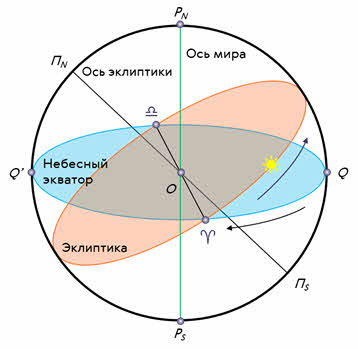 P_N
Π_N
Ось мира
Ось эклиптики
♎
Небесный
экватор
Q'
Q
O
♈
Эклиптика
Π_S
P_S